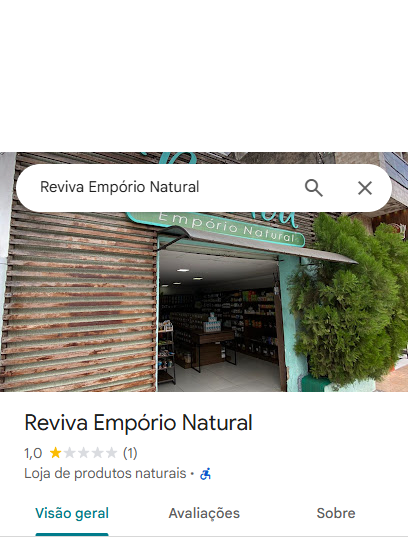 Reviva Empório Natural
Empório Natural
Reviva Empório Natural
1,0 (1)
Loja de produtos naturais ·
Visão geral
Avaliações
Sobre